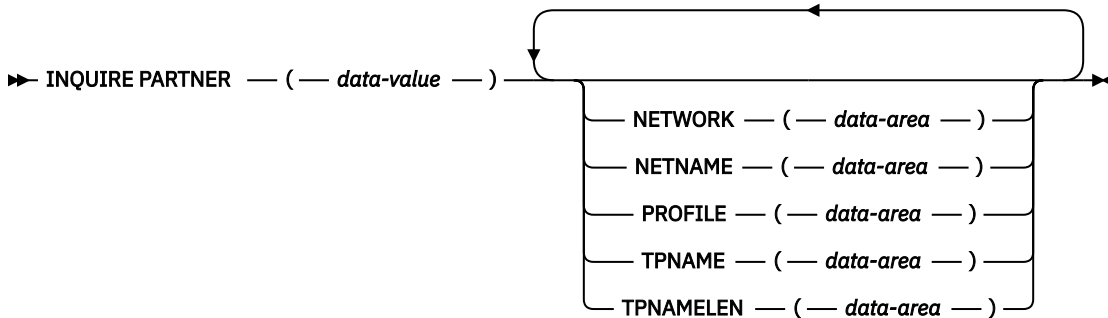 INQUIRE PARTNER ( data-value )
NETWORK ( data-area )
NETNAME ( data-area )
PROFILE ( data-area )
TPNAME ( data-area )
TPNAMELEN ( data-area )